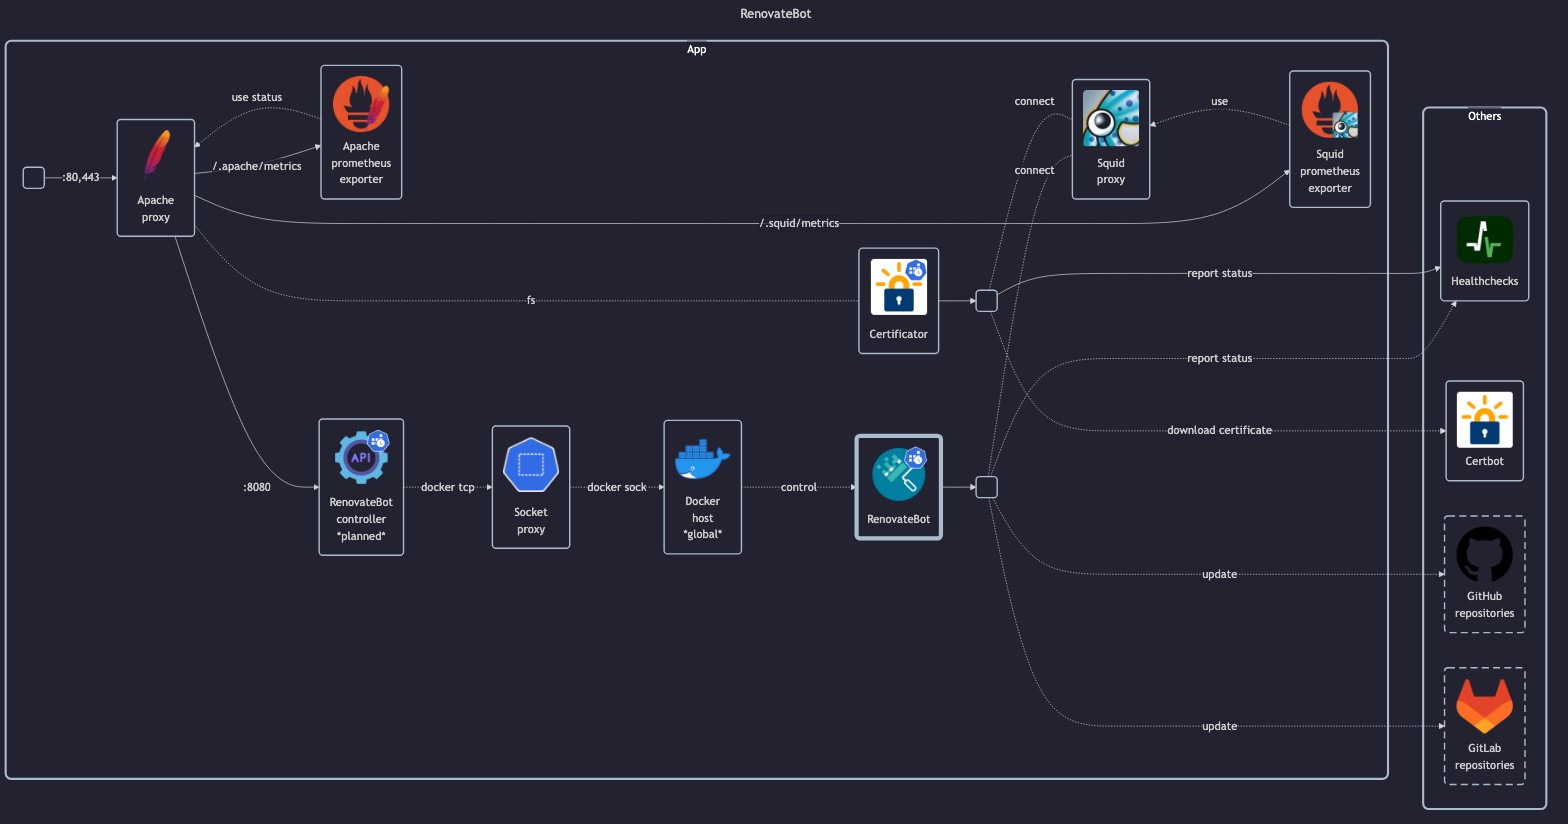 RenovateBot
App
use status
Apache
prometheus
exporter
:80,443
Apache
proxy
/.apache/metrics
connect
connect
Squid
proxy
use
Squid
prometheus
exporter
/.squid/metrics
fs
Certificator
report status
report status
download certificate
:8080
API
RenovateBot
controller
*planned*
docker tcp
Socket
proxy
docker sock
Docker
host
*global*
control
RenovateBot
update
update
Others
Healthchecks
Certbot
GitHub
repositories
GitLab
repositories